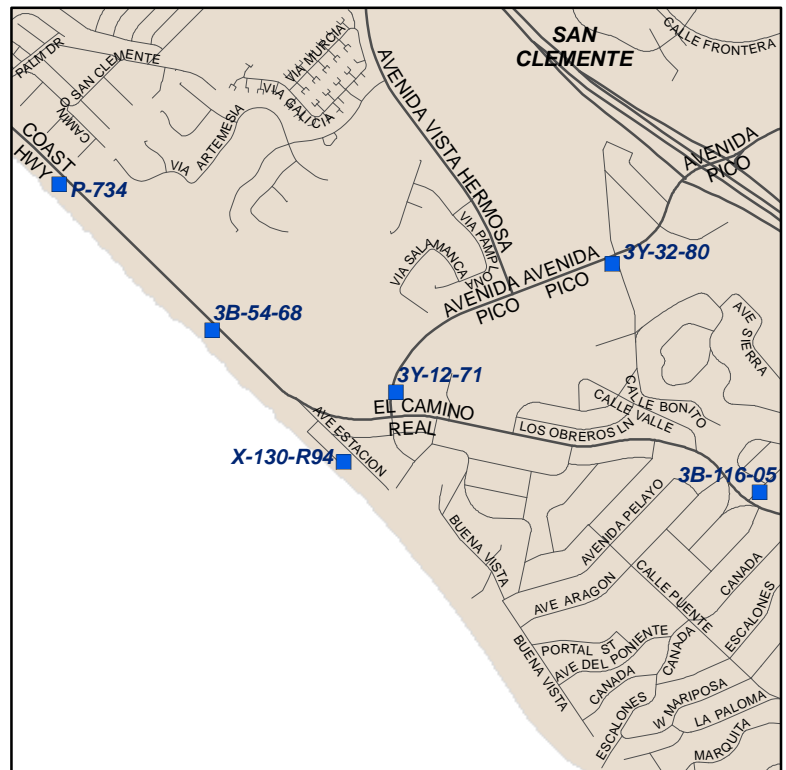 SAN
CLEMENTE
CALLE FRONTERA
PALM DR
CAMIN
O SAN CLEMENTE
VIA MURCIA
VIA GALICIA
VIA
ARTEMESIA
AVENIDA VISTA HERMOSA
COAST
HWY
AVENIDA
PICO
P-734
VIA PAMP
LONA
VIA SALAMANCA
3Y-32-80
AVENIDA
PICO
AVENIDA
PICO
3B-54-68
AVE
SIERRA
3Y-12-71
EL CAMINO
REAL
CALLE BONITO
CALLE VALLE
LOS OBREROS LN
AVE ESTACION
X-130-R94
3B-116-05
BUENA VISTA
AVENIDA PELAYO
CALLE PUENTE
CANADA
AVE ARAGON
ESCALONES
PORTAL ST
AVE DEL PONIENTE
CANADA
BUENA VISTA
CANADA
W MARIPOSA
ESCALONES
LA PALOMA
MARQUITA